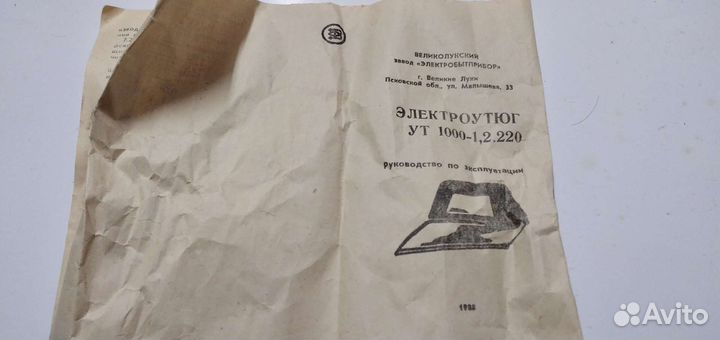 ВЕЛИКОЛУКСКИЙ
завод «ЭЛЕКТРОБЫТПРИБОР»
г. Великие Луки
Псковской обл., ул. Малышева, 33
ЭЛЕКТРОУТЮГ
УТ 1000-1,2.220
руководство по эксплуатации
1988
Avito